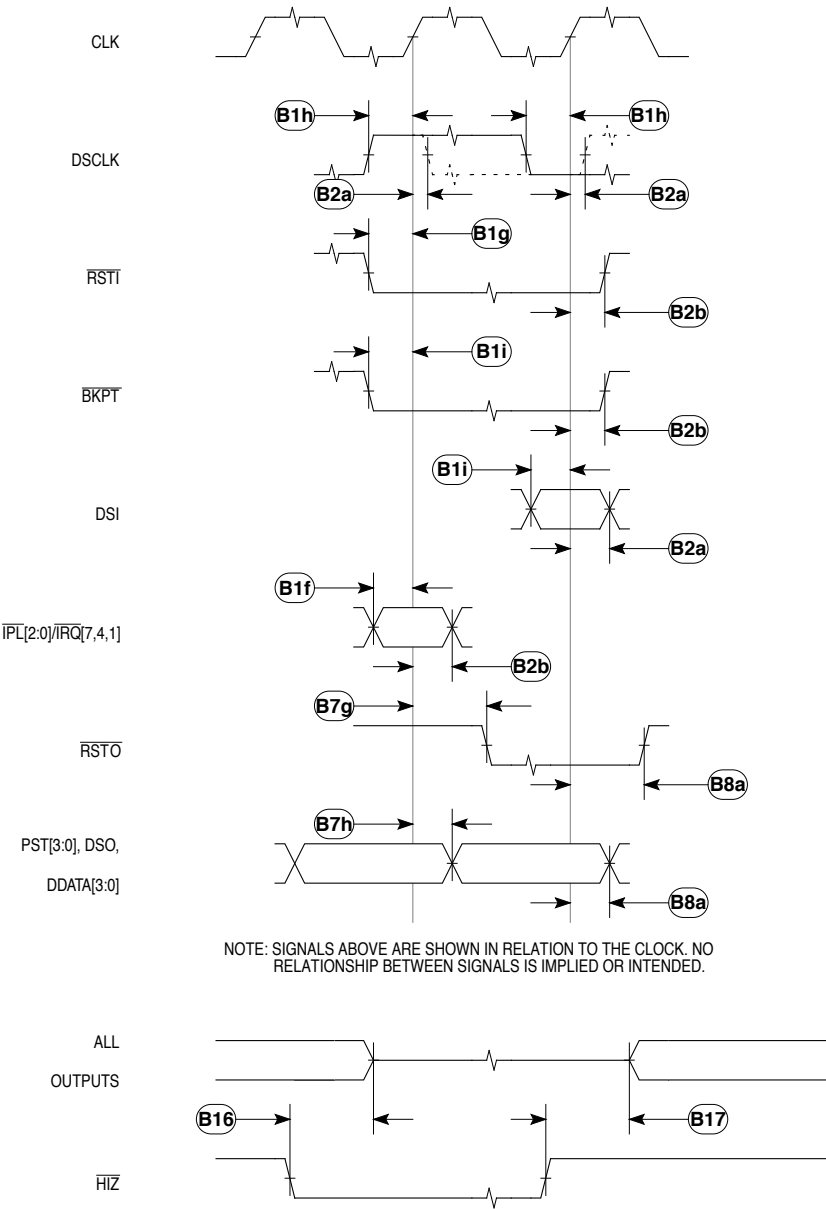 CLK
B1h
B1h
DSCLK
B2a
B2a
B1g
RSTI
B2b
B1i
BKPT
B2b
B1i
DSI
B2a
B1f
IPL[2:0]/IRQ[7,4,1]
B2b
B7g
RSTO
B8a
B7h
PST[3:0], DSO,
DDATA[3:0]
B8a
NOTE: SIGNALS ABOVE ARE SHOWN IN RELATION TO THE CLOCK. NO
RELATIONSHIP BETWEEN SIGNALS IS IMPLIED OR INTENDED.
ALL
OUTPUTS
B16
B17
HIZ